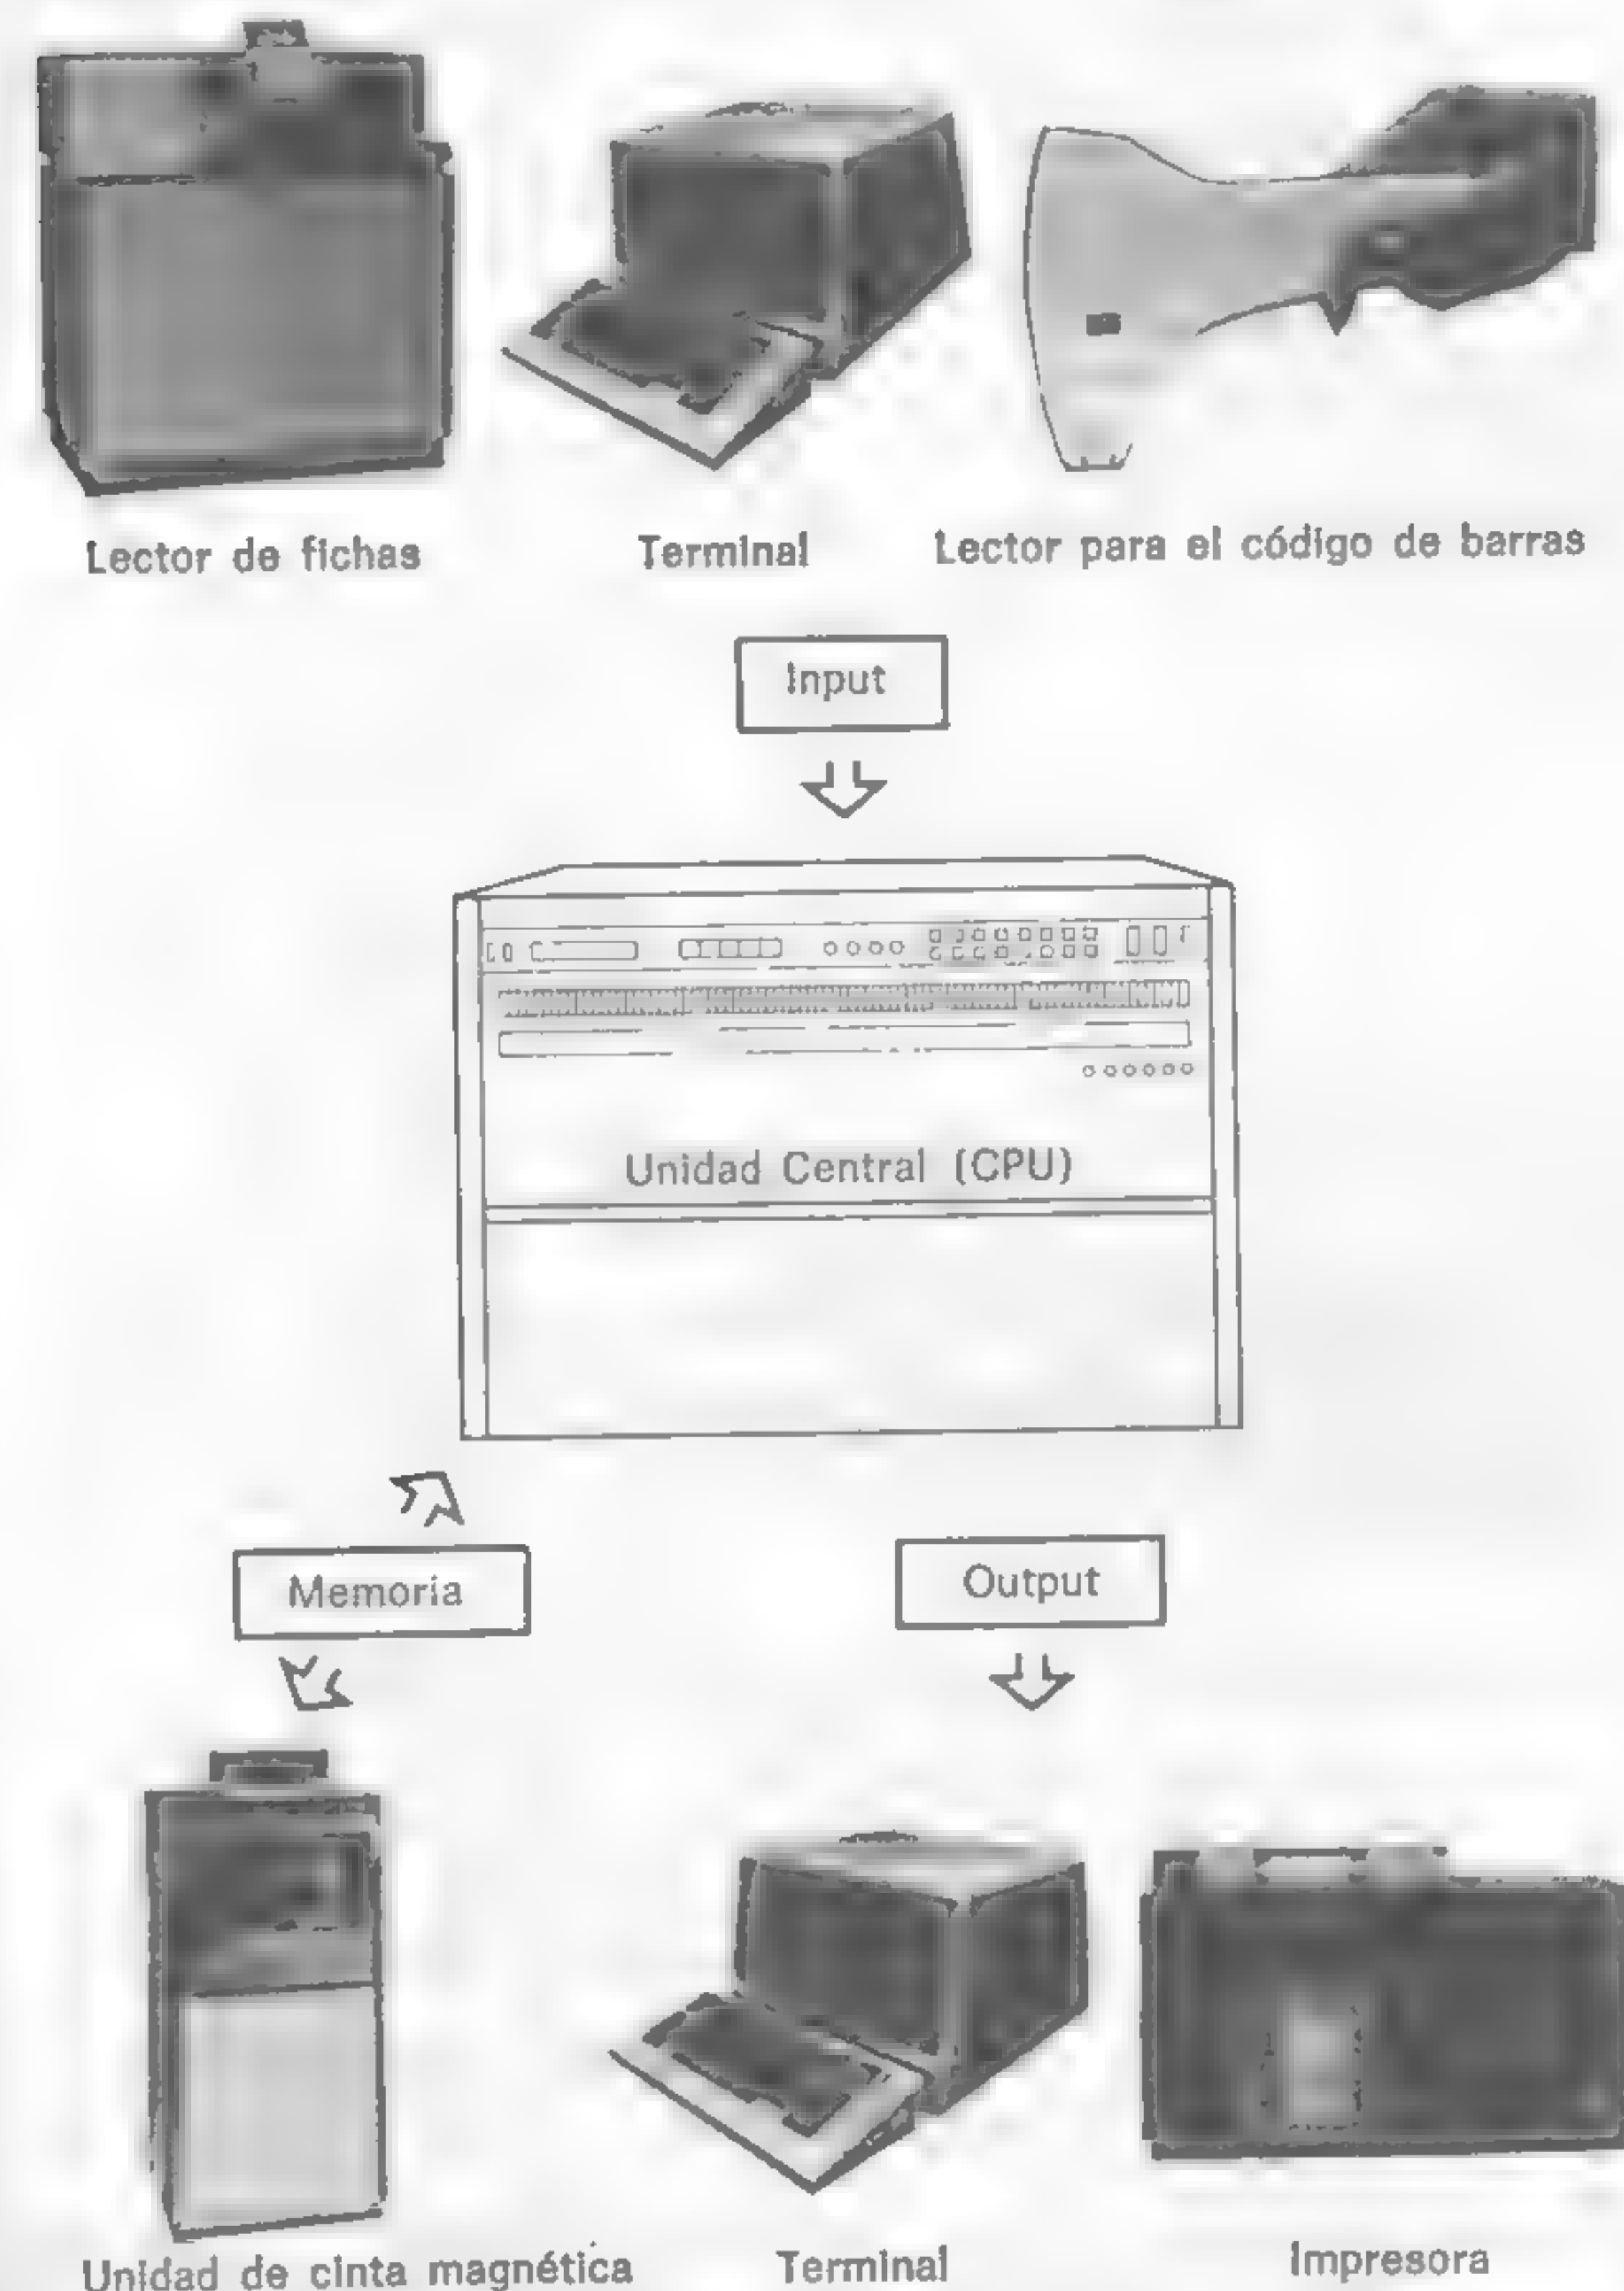 Lector de fichas
Terminal
Lector para el código de barras
Input
Unidad Central (CPU)
Memoria
Output
Unidad de cinta magnética
Terminal
Impresora